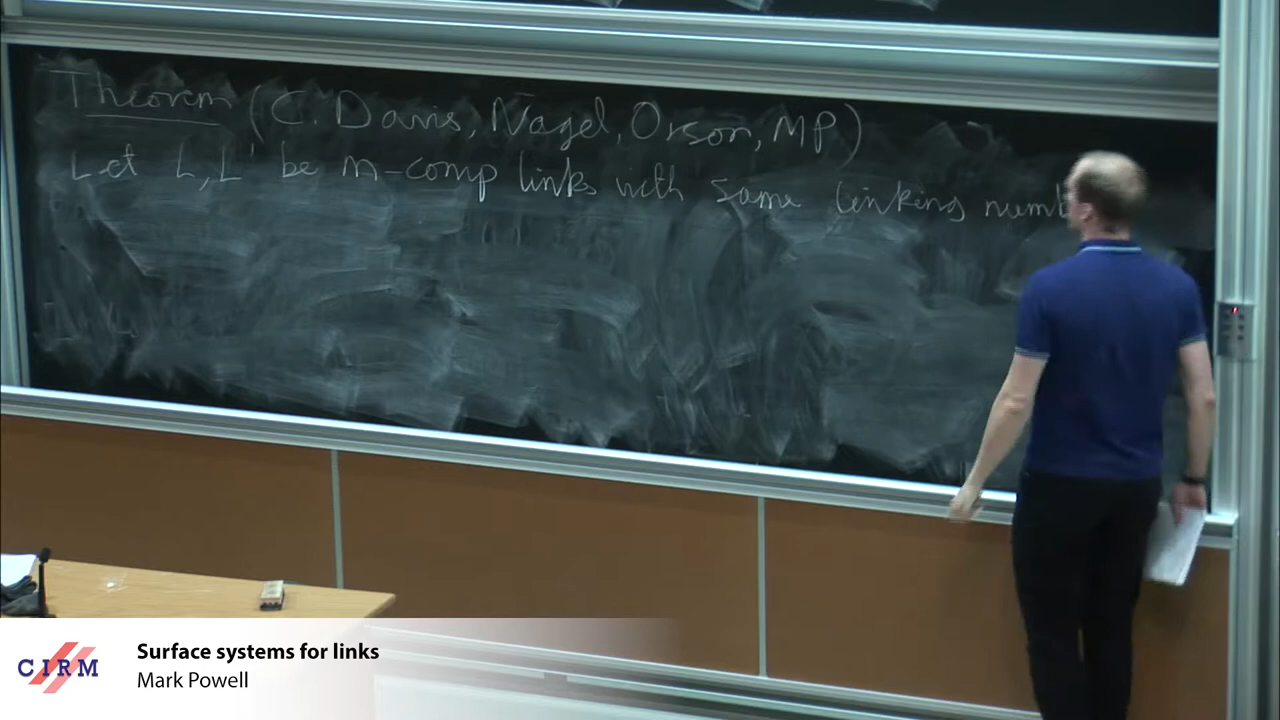 Theorem (C. Davis, Nagel, Orson, MP)
Let L, L' be m-comp links with same linking numb
CIRM
Surface systems for links
Mark Powell